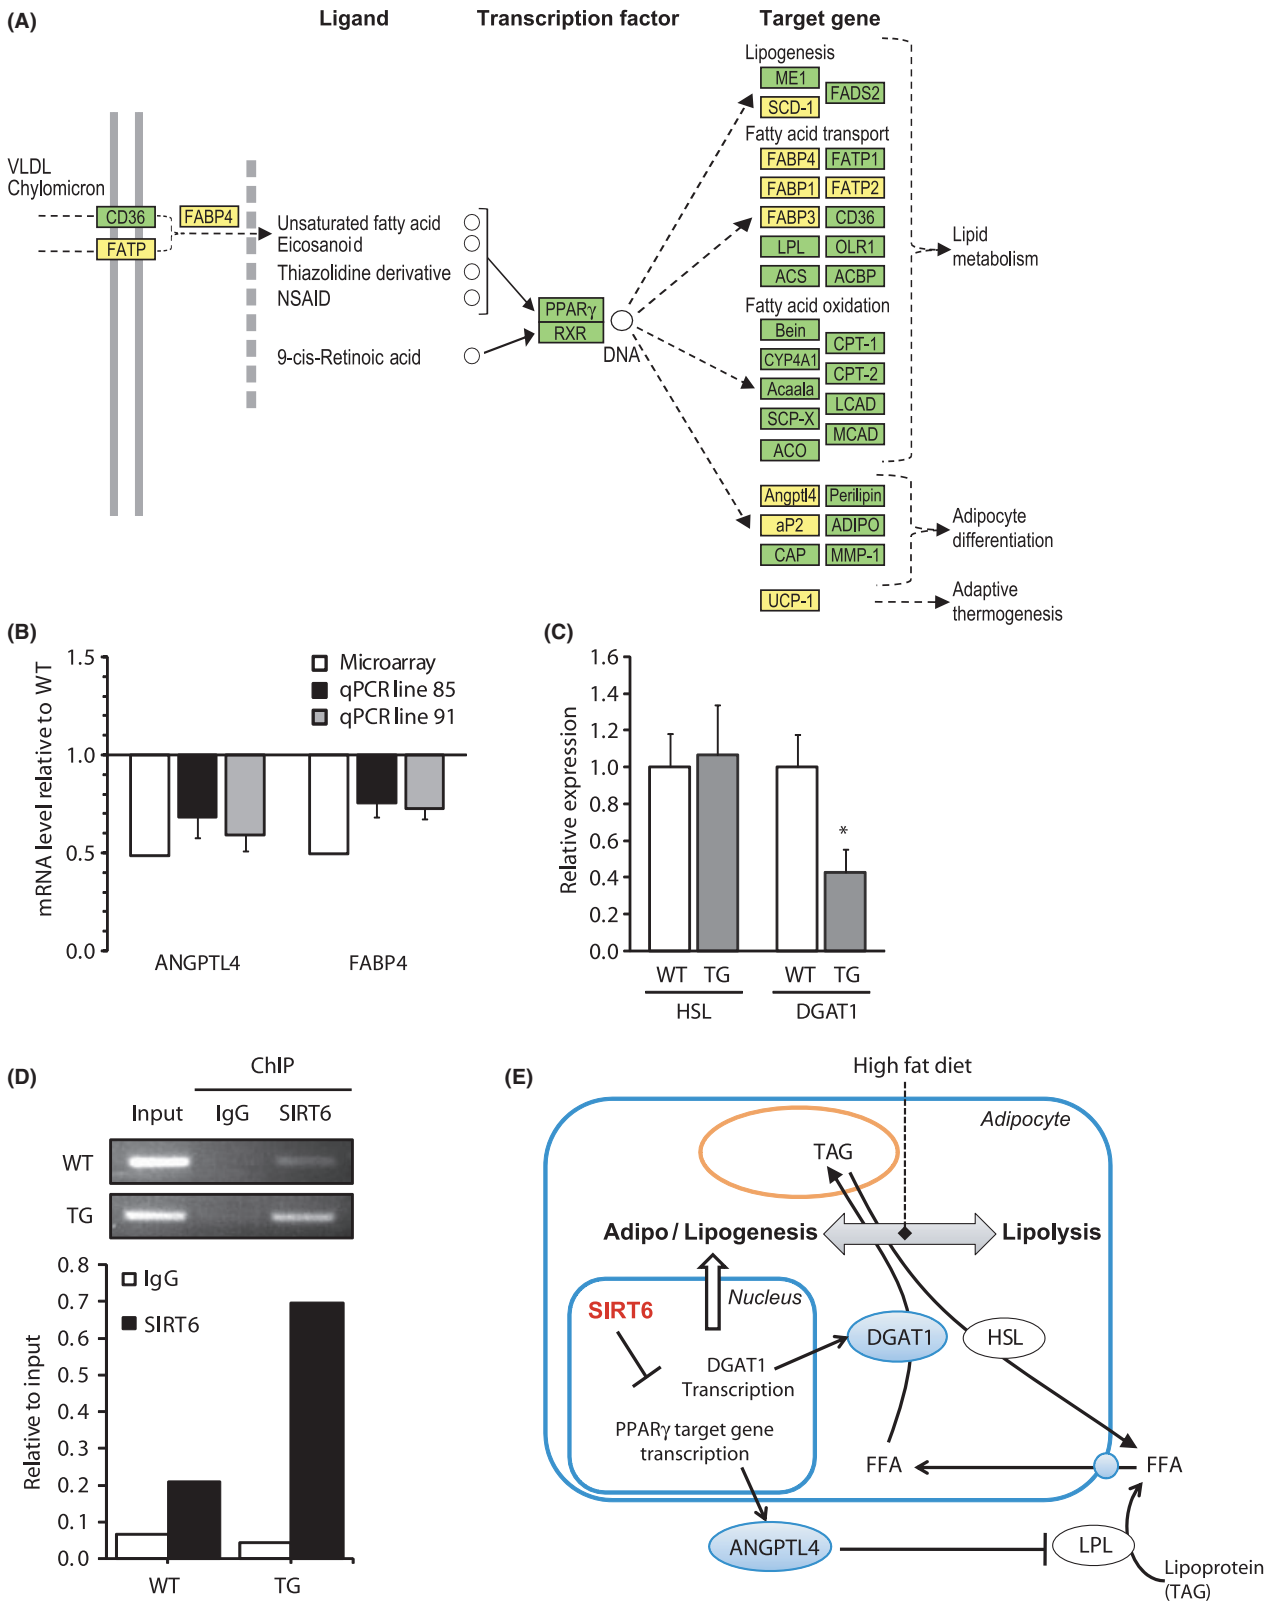 (A)
Ligand
Transcription factor
Target gene
Lipogenesis
ME1
FADS2
SCD-1
Fatty acid transport
FABP4
FATP1
FABP1
FATP2
FABP3
CD36
LPL
OLR1
ACS
ACBP
Fatty acid oxidation
Bein
CPT-1
CYP4A1
CPT-2
Acaala
LCAD
SCP-X
MCAD
ACO
Angptl4
Perilipin
aP2
ADIPO
CAP
MMP-1
UCP-1
Lipid
metabolism
Adipocyte
differentiation
Adaptive
thermogenesis
VLDL
Chylomicron
CD36
FABP4
FATP
Unsaturated fatty acid
Eicosanoid
Thiazolidine derivative
NSAID
9-cis-Retinoic acid
PPARγ
RXR
DNA
(B)
mRNA level relative to WT
1.5
1.0
0.5
0.0
Microarray
qPCR line 85
qPCR line 91
ANGPTL4
FABP4
(C)
Relative expression
1.6
1.4
1.2
1.0
0.8
0.6
0.4
0.2
0.0
*
WT TG WT TG
HSL
DGAT1
(D)
ChIP
Input IgG SIRT6
WT
TG
Relative to input
0.8
0.7
0.6
0.5
0.4
0.3
0.2
0.1
0.0
IgG
SIRT6
WT
TG
(E)
High fat diet
Adipocyte
TAG
Adipo / Lipogenesis
Lipolysis
Nucleus
SIRT6
DGAT1
Transcription
DGAT1
HSL
PPARγ target gene
transcription
FFA
FFA
ANGPTL4
LPL
Lipoprotein
(TAG)